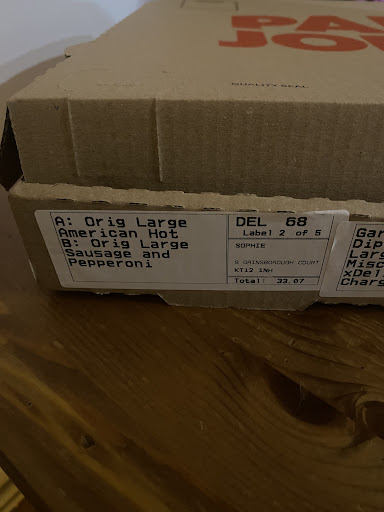 PA
JO
QUALITY SEAL
A: Orig Large
American Hot
B: Orig Large
Sausage and
Pepperoni
DEL 68
Label 2 of 5
SOPHIE
8 GAINSBOROUGH COURT
KT12 1NH
Total: 33.07
Gar
Dip
Larg
Misc
xDel
Charg